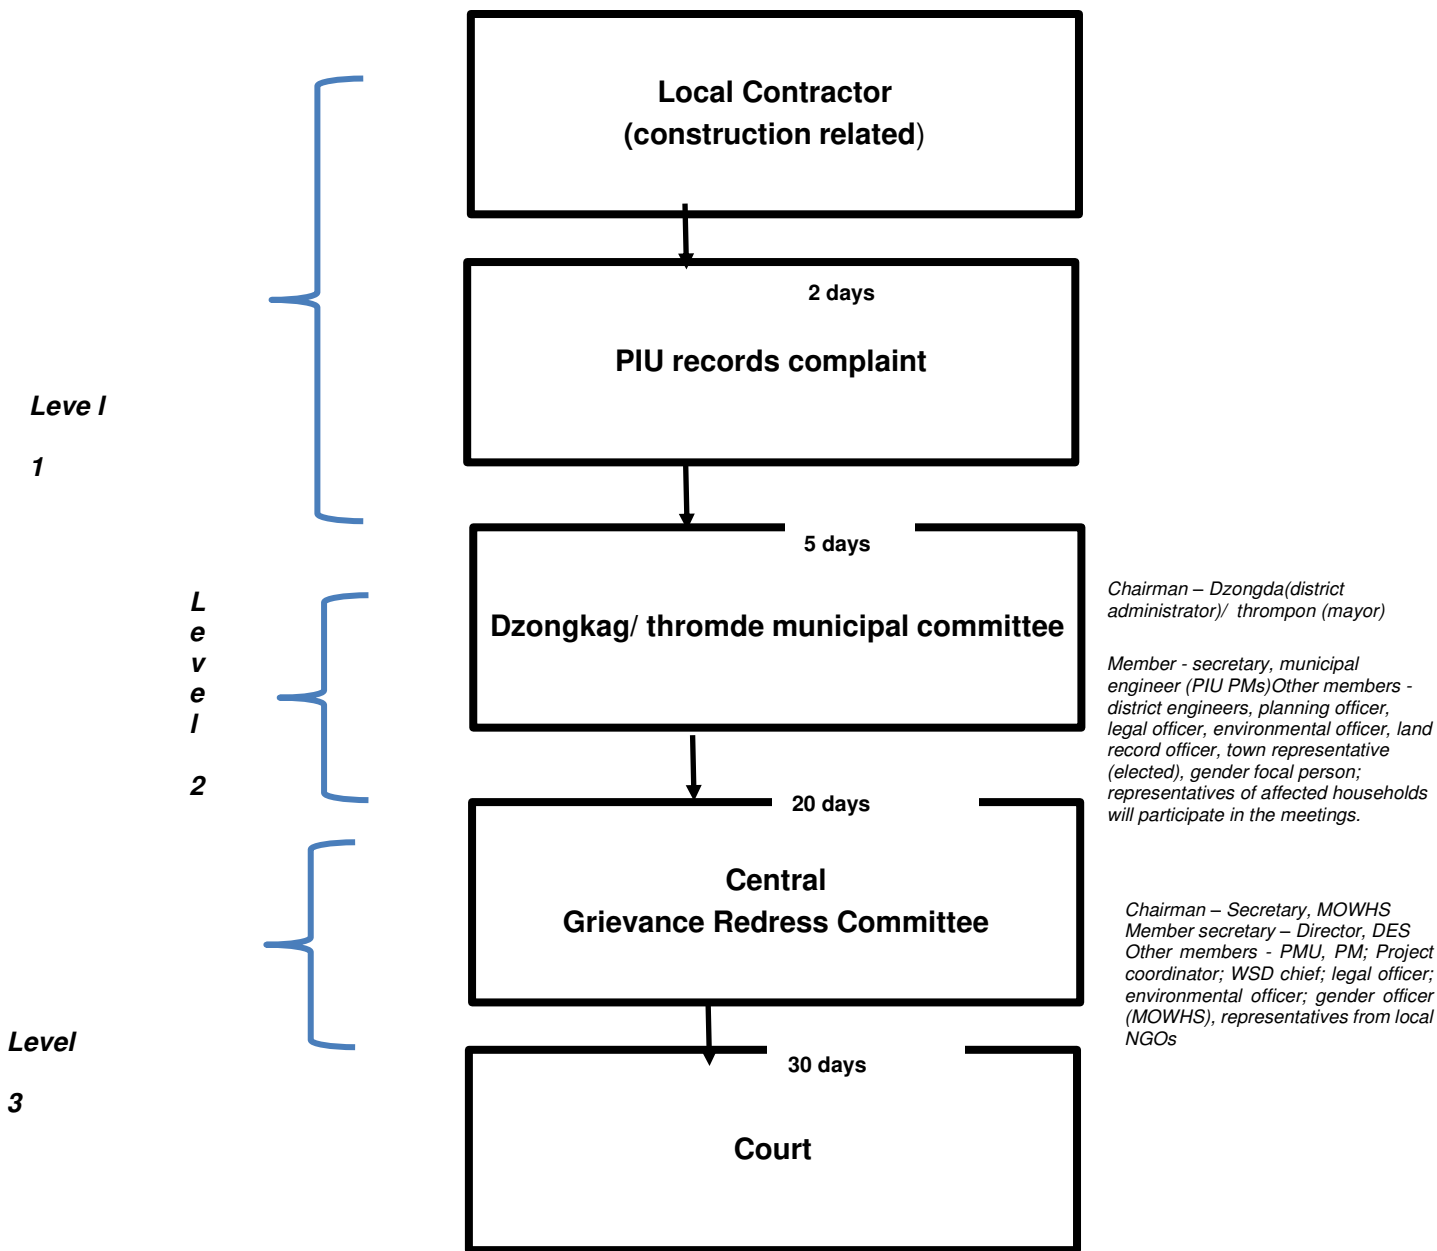 Local Contractor
(construction related)
2 days
PIU records complaint
Leve l
1
5 days
Dzongkag/ thromde municipal committee
Chairman – Dzongda(district
administrator)/ thrompon (mayor)
Member - secretary, municipal
engineer (PIU PMs)Other members -
district engineers, planning officer,
legal officer, environmental officer, land
record officer, town representative
(elected), gender focal person;
representatives of affected households
will participate in the meetings.
L
e
v
e
l
2
20 days
Central
Grievance Redress Committee
Chairman – Secretary, MOWHS
Member secretary – Director, DES
Other members - PMU, PM; Project
coordinator; WSD chief; legal officer;
environmental officer; gender officer
(MOWHS), representatives from local
NGOs
Level
3
30 days
Court